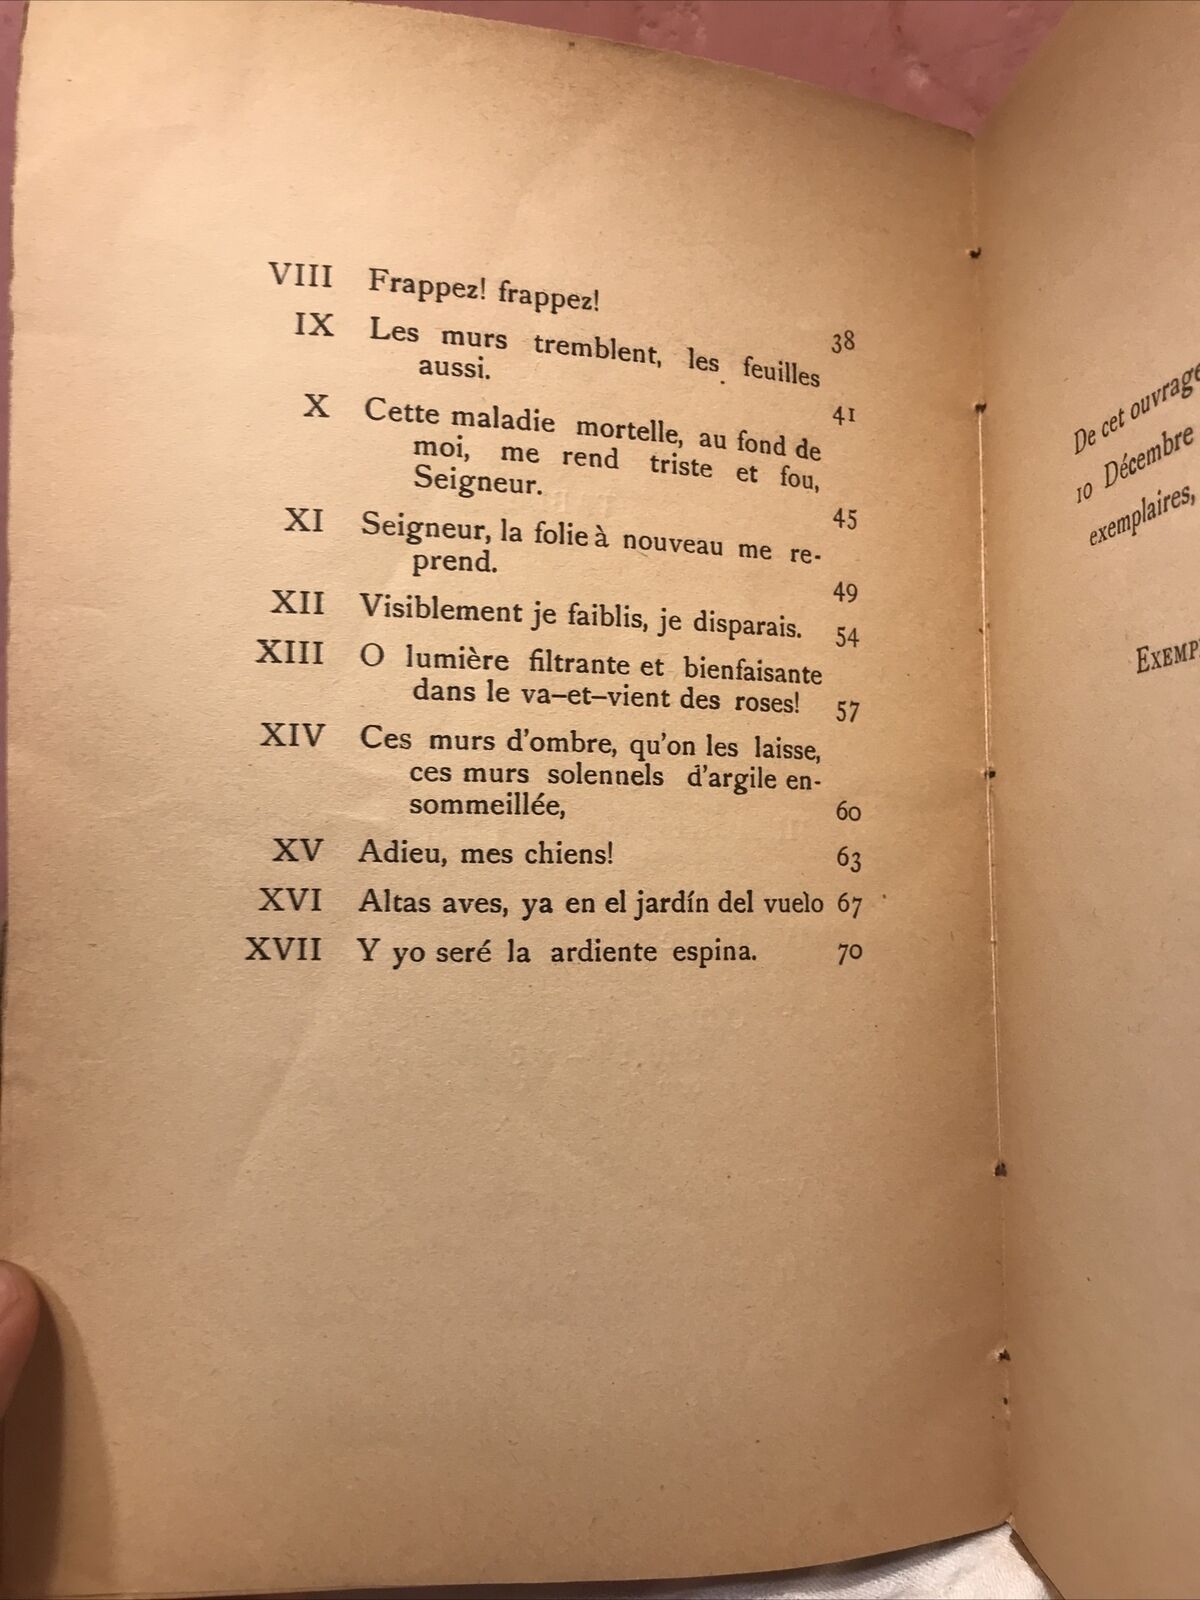 VIII Frappez! frappez! 38
IX Les murs tremblent, les feuilles
aussi. 41
X Cette maladie mortelle, au fond de
moi, me rend triste et fou,
Seigneur. 45
XI Seigneur, la folie à nouveau me re-
prend. 49
XII Visiblement je faiblis, je disparais. 54
XIII O lumière filtrante et bienfaisante
dans le va-et-vient des roses! 57
XIV Ces murs d'ombre, qu'on les laisse,
ces murs solennels d'argile en-
sommeillée, 60
XV Adieu, mes chiens! 63
XVI Altas aves, ya en el jardín del vuelo 67
XVII Y yo seré la ardiente espina. 70
De cet ouvrage
10 Décembre
exemplaires,